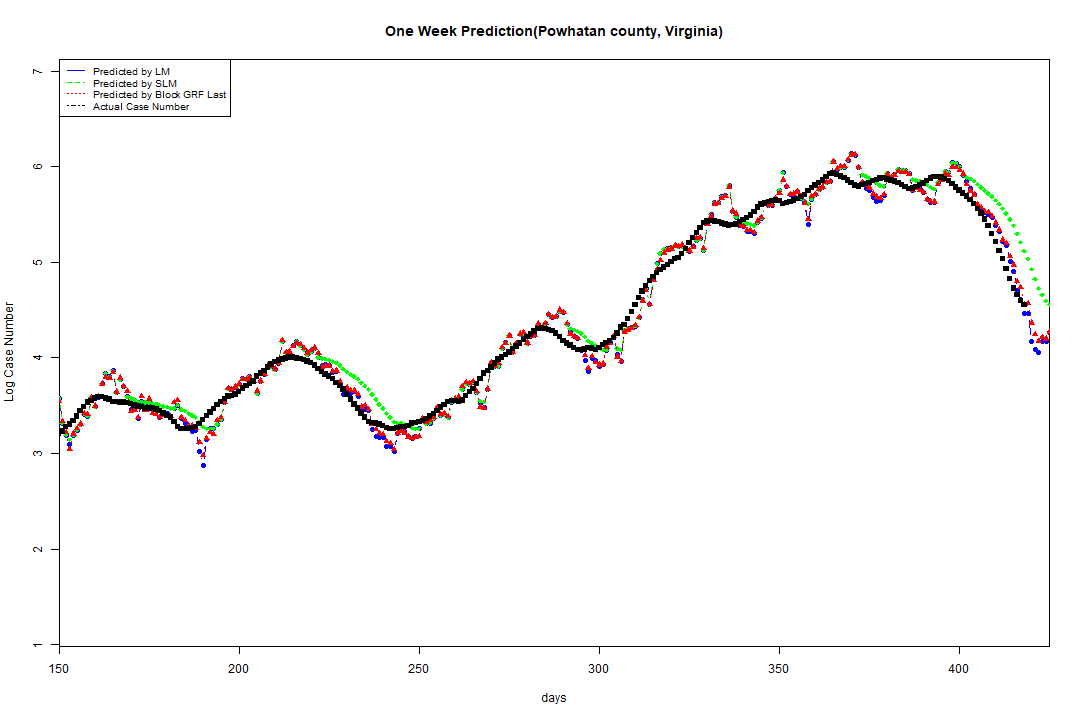 One Week Prediction(Powhatan county, Virginia)
Predicted by LM
Predicted by SLM
Predicted by Block GRF Last
Actual Case Number
7
6
5
4
3
2
1
Log Case Number
150 200 250 300 350 400
days